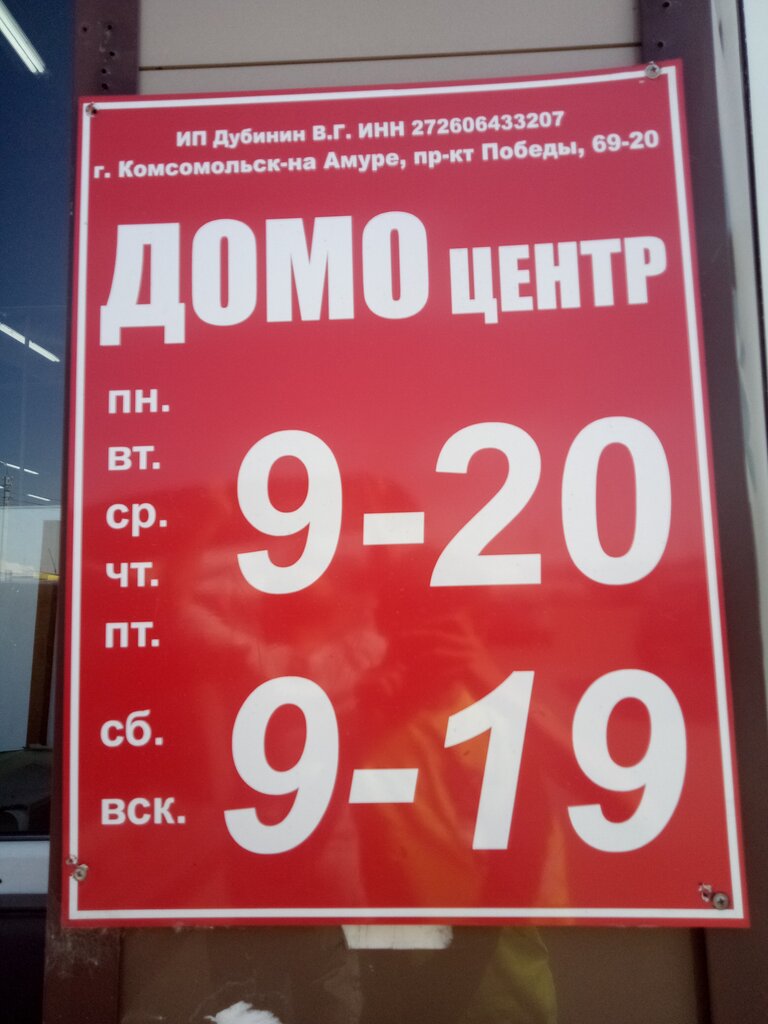 ИП Дубинин В.Г. ИНН 272606433207
г. Комсомольск-на Амуре, пр-кт Победы, 69-20
ДОМО ЦЕНТР
пн.
вт.
ср.
чт.
пт.
9-20
сб.
вск.
9-19